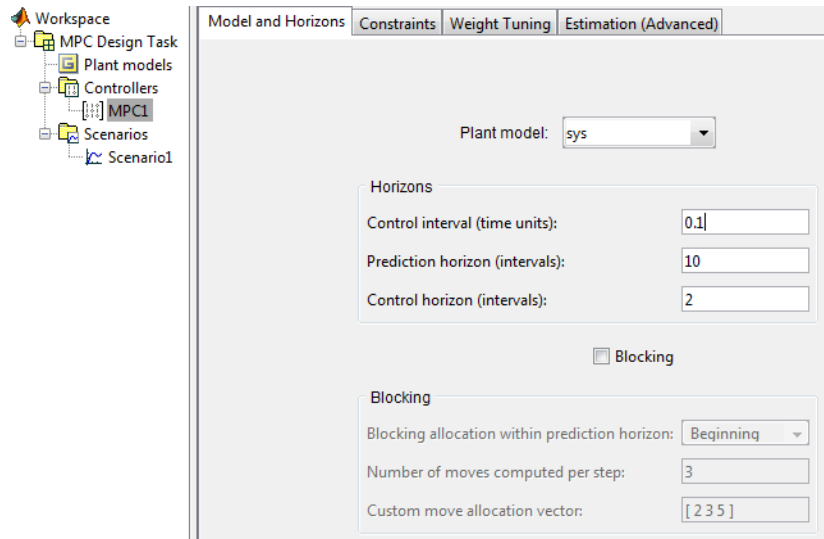 Workspace
MPC Design Task
Plant models
Controllers
MPC1
Scenarios
Scenario1
Model and Horizons Constraints Weight Tuning Estimation (Advanced)
Plant model: sys
Horizons
Control interval (time units): 0.1
Prediction horizon (intervals): 10
Control horizon (intervals): 2
Blocking
Blocking
Blocking allocation within prediction horizon: Beginning
Number of moves computed per step: 3
Custom move allocation vector: [ 2 3 5 ]